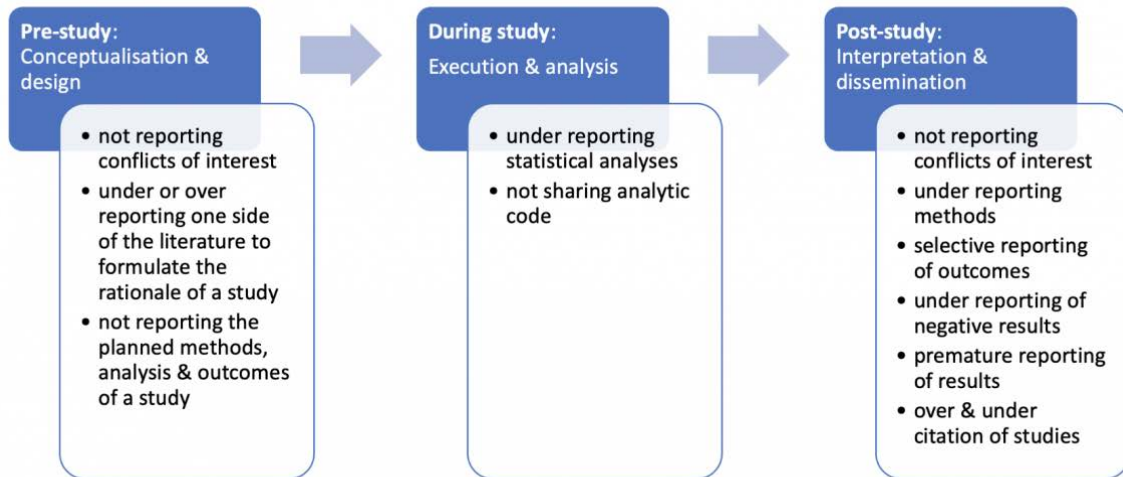 Pre-study:
Conceptualisation &
design
• not reporting
conflicts of interest
• under or over
reporting one side
of the literature to
formulate the
rationale of a study
• not reporting the
planned methods,
analysis & outcomes
of a study
During study:
Execution & analysis
• under reporting
statistical analyses
• not sharing analytic
code
Post-study:
Interpretation &
dissemination
• not reporting
conflicts of interest
• under reporting
methods
• selective reporting
of outcomes
• under reporting of
negative results
• premature reporting
of results
• over & under
citation of studies